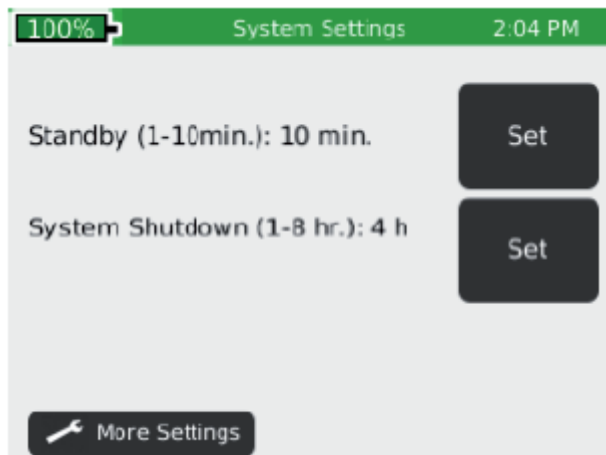 100% System Settings 2:04 PM
Standby (1-10min.): 10 min. Set
System Shutdown (1-8 hr.): 4 h Set
More Settings